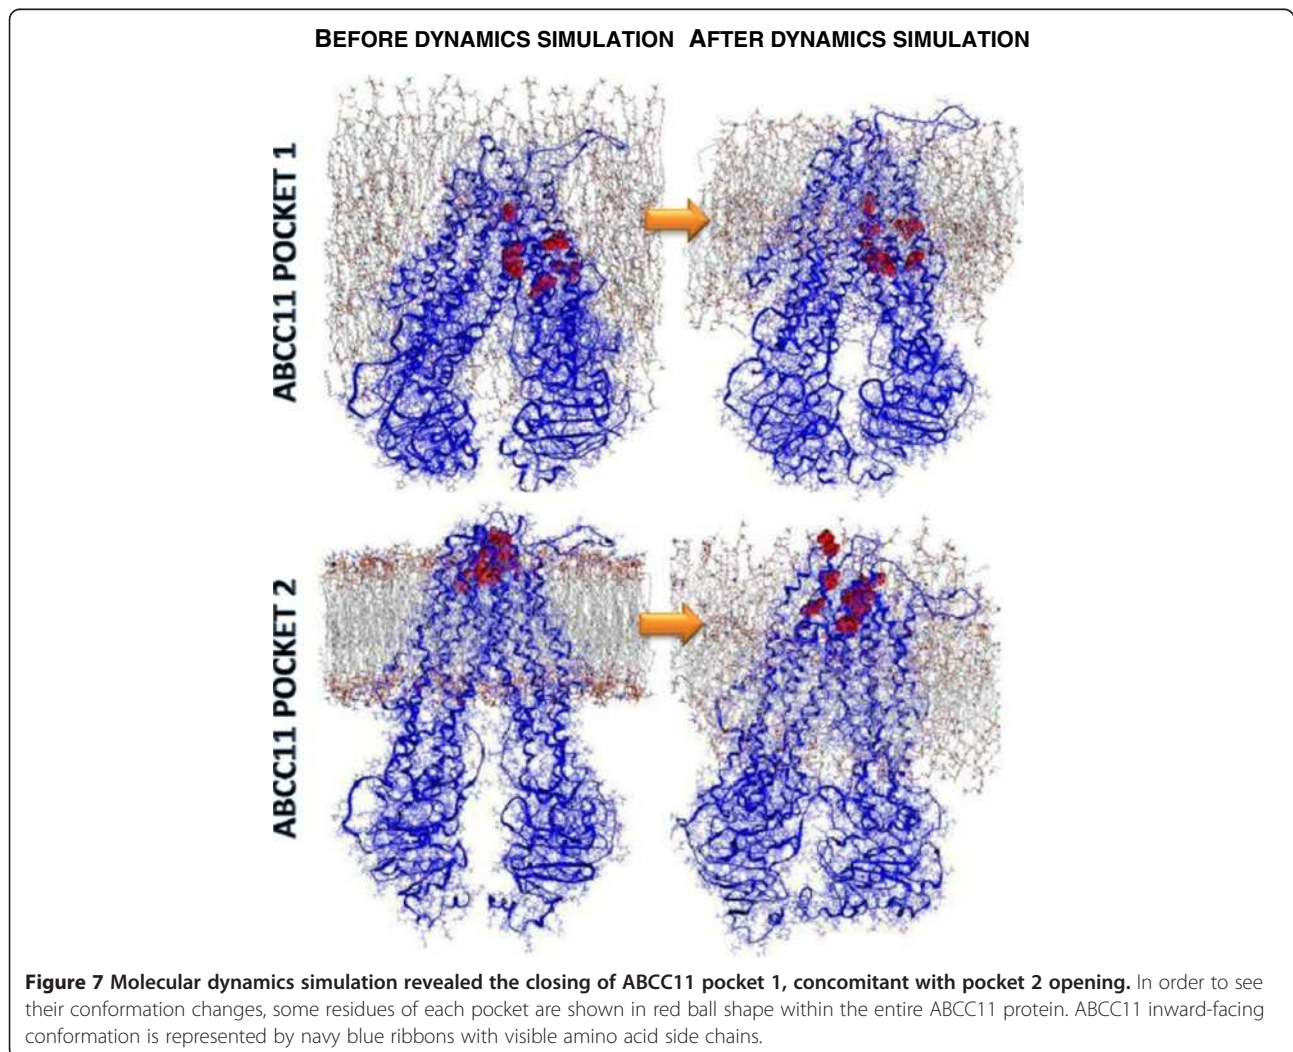 BEFORE DYNAMICS SIMULATION AFTER DYNAMICS SIMULATION
ABCC11 POCKET 1
ABCC11 POCKET 2
Figure 7 Molecular dynamics simulation revealed the closing of ABCC11 pocket 1, concomitant with pocket 2 opening. In order to see
their conformation changes, some residues of each pocket are shown in red ball shape within the entire ABCC11 protein. ABCC11 inward-facing
conformation is represented by navy blue ribbons with visible amino acid side chains.